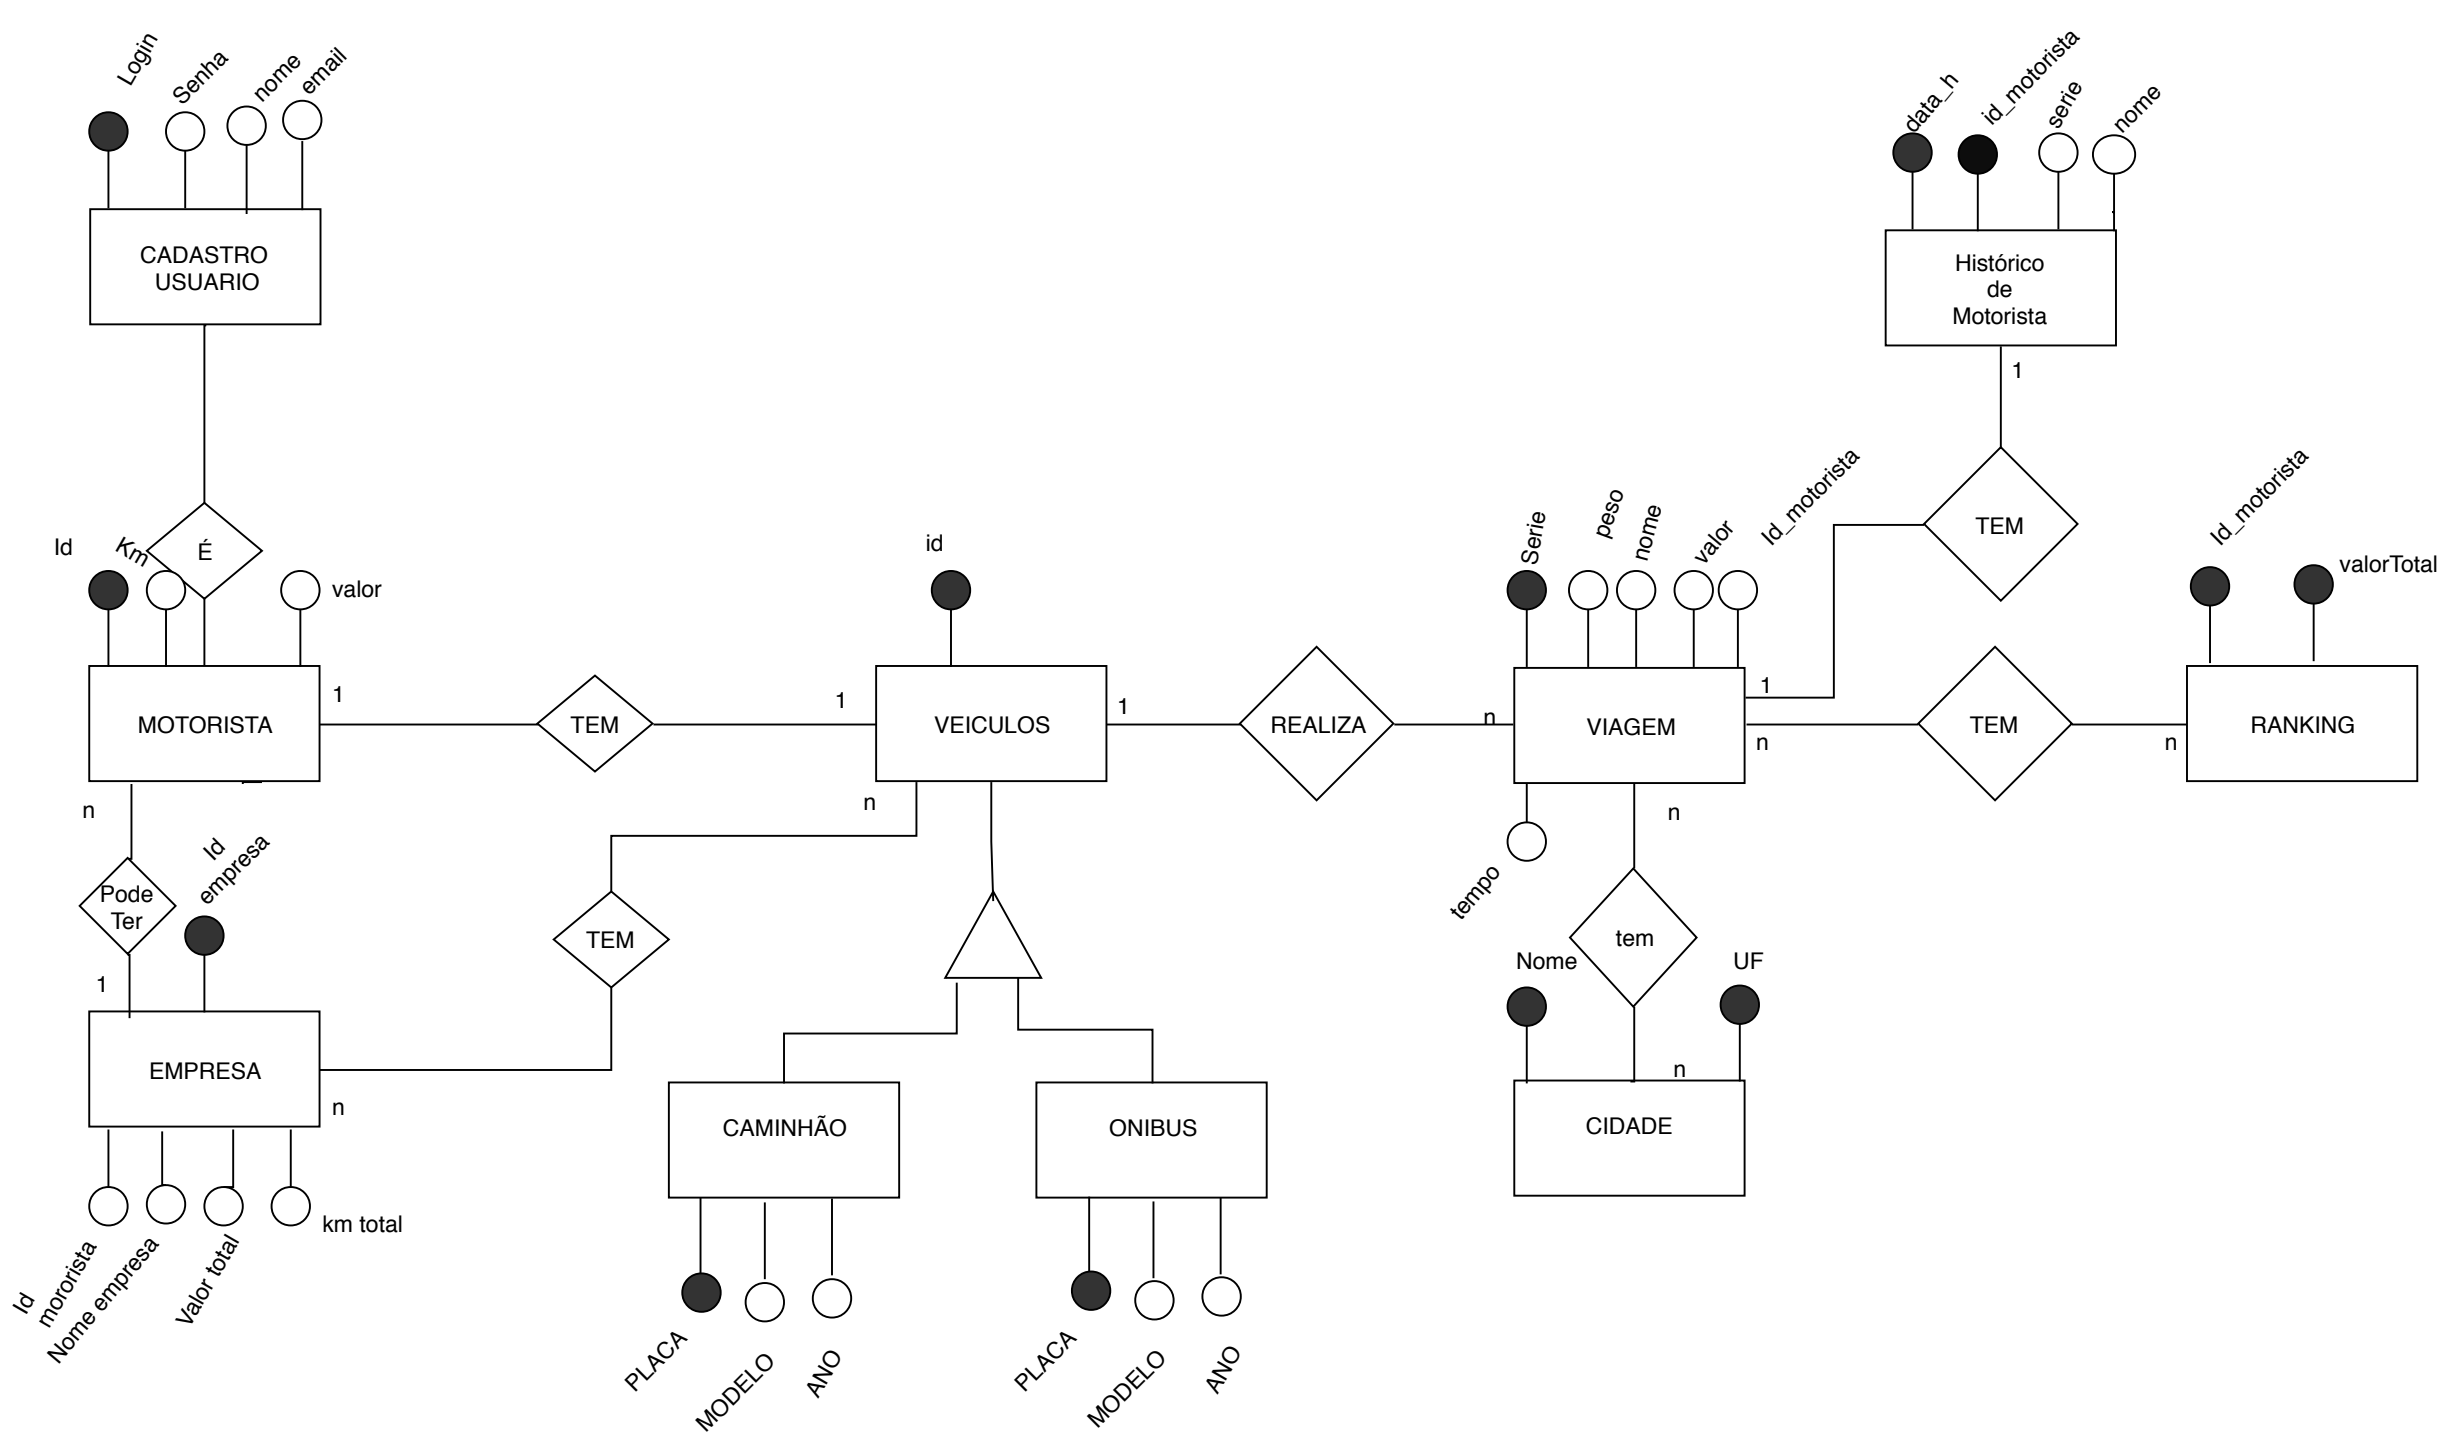 Login
Senha
nome
email
CADASTRO
USUARIO
data_h
id_motorista
serie
nome
Histórico
de
Motorista
1
TEM
É
Id
Km
valor
MOTORISTA
1
TEM
1
id
VEICULOS
1
REALIZA
n
Serie
peso
nome
valor
Id_motorista
VIAGEM
1
n
tempo
TEM
n
Id_motorista
valorTotal
RANKING
n
Pode
Ter
1
Id
empresa
EMPRESA
n
TEM
n
Id
mororista
Nome empresa
Valor total
km total
CAMINHÃO
PLACA
MODELO
ANO
ONIBUS
PLACA
MODELO
ANO
n
tem
n
Nome
UF
CIDADE